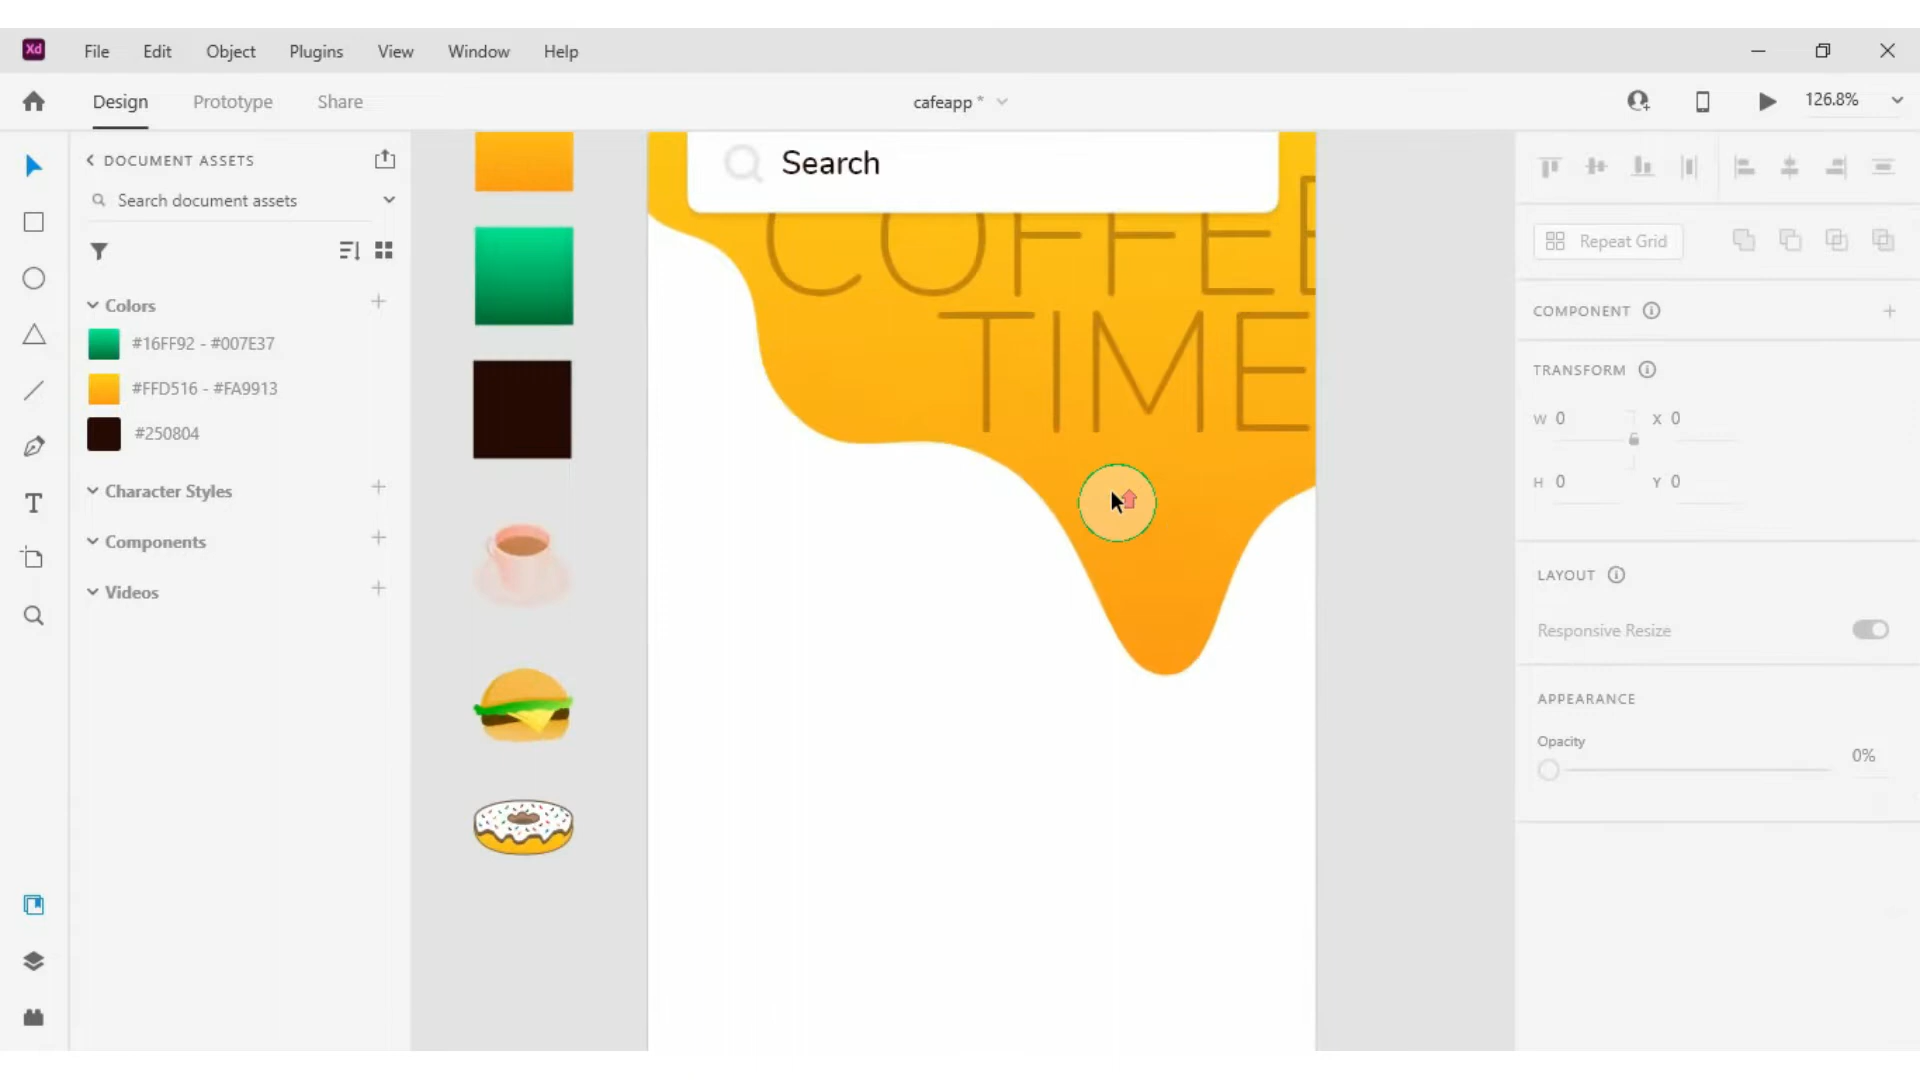 Xd File Edit Object Plugins View Window Help
Design Prototype Share cafeapp * 126.8%
DOCUMENT ASSETS
Search document assets
Colors
#16FF92 - #007E37
#FFD516 - #FA9913
#250804
Character Styles
Components
Videos
Search
COFFEE
TIME
Repeat Grid
COMPONENT
TRANSFORM
W 0 X 0
H 0 Y 0
LAYOUT
Responsive Resize
APPEARANCE
Opacity
0%